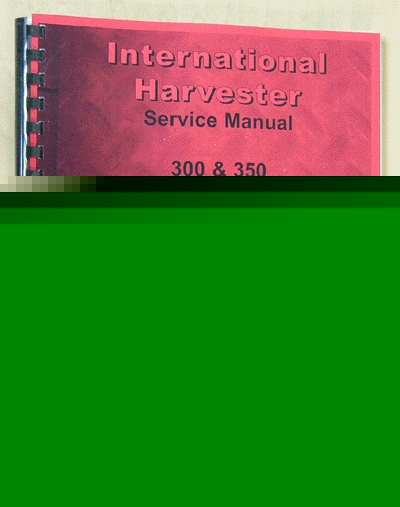 International
Harvester
Service Manual
300 & 350